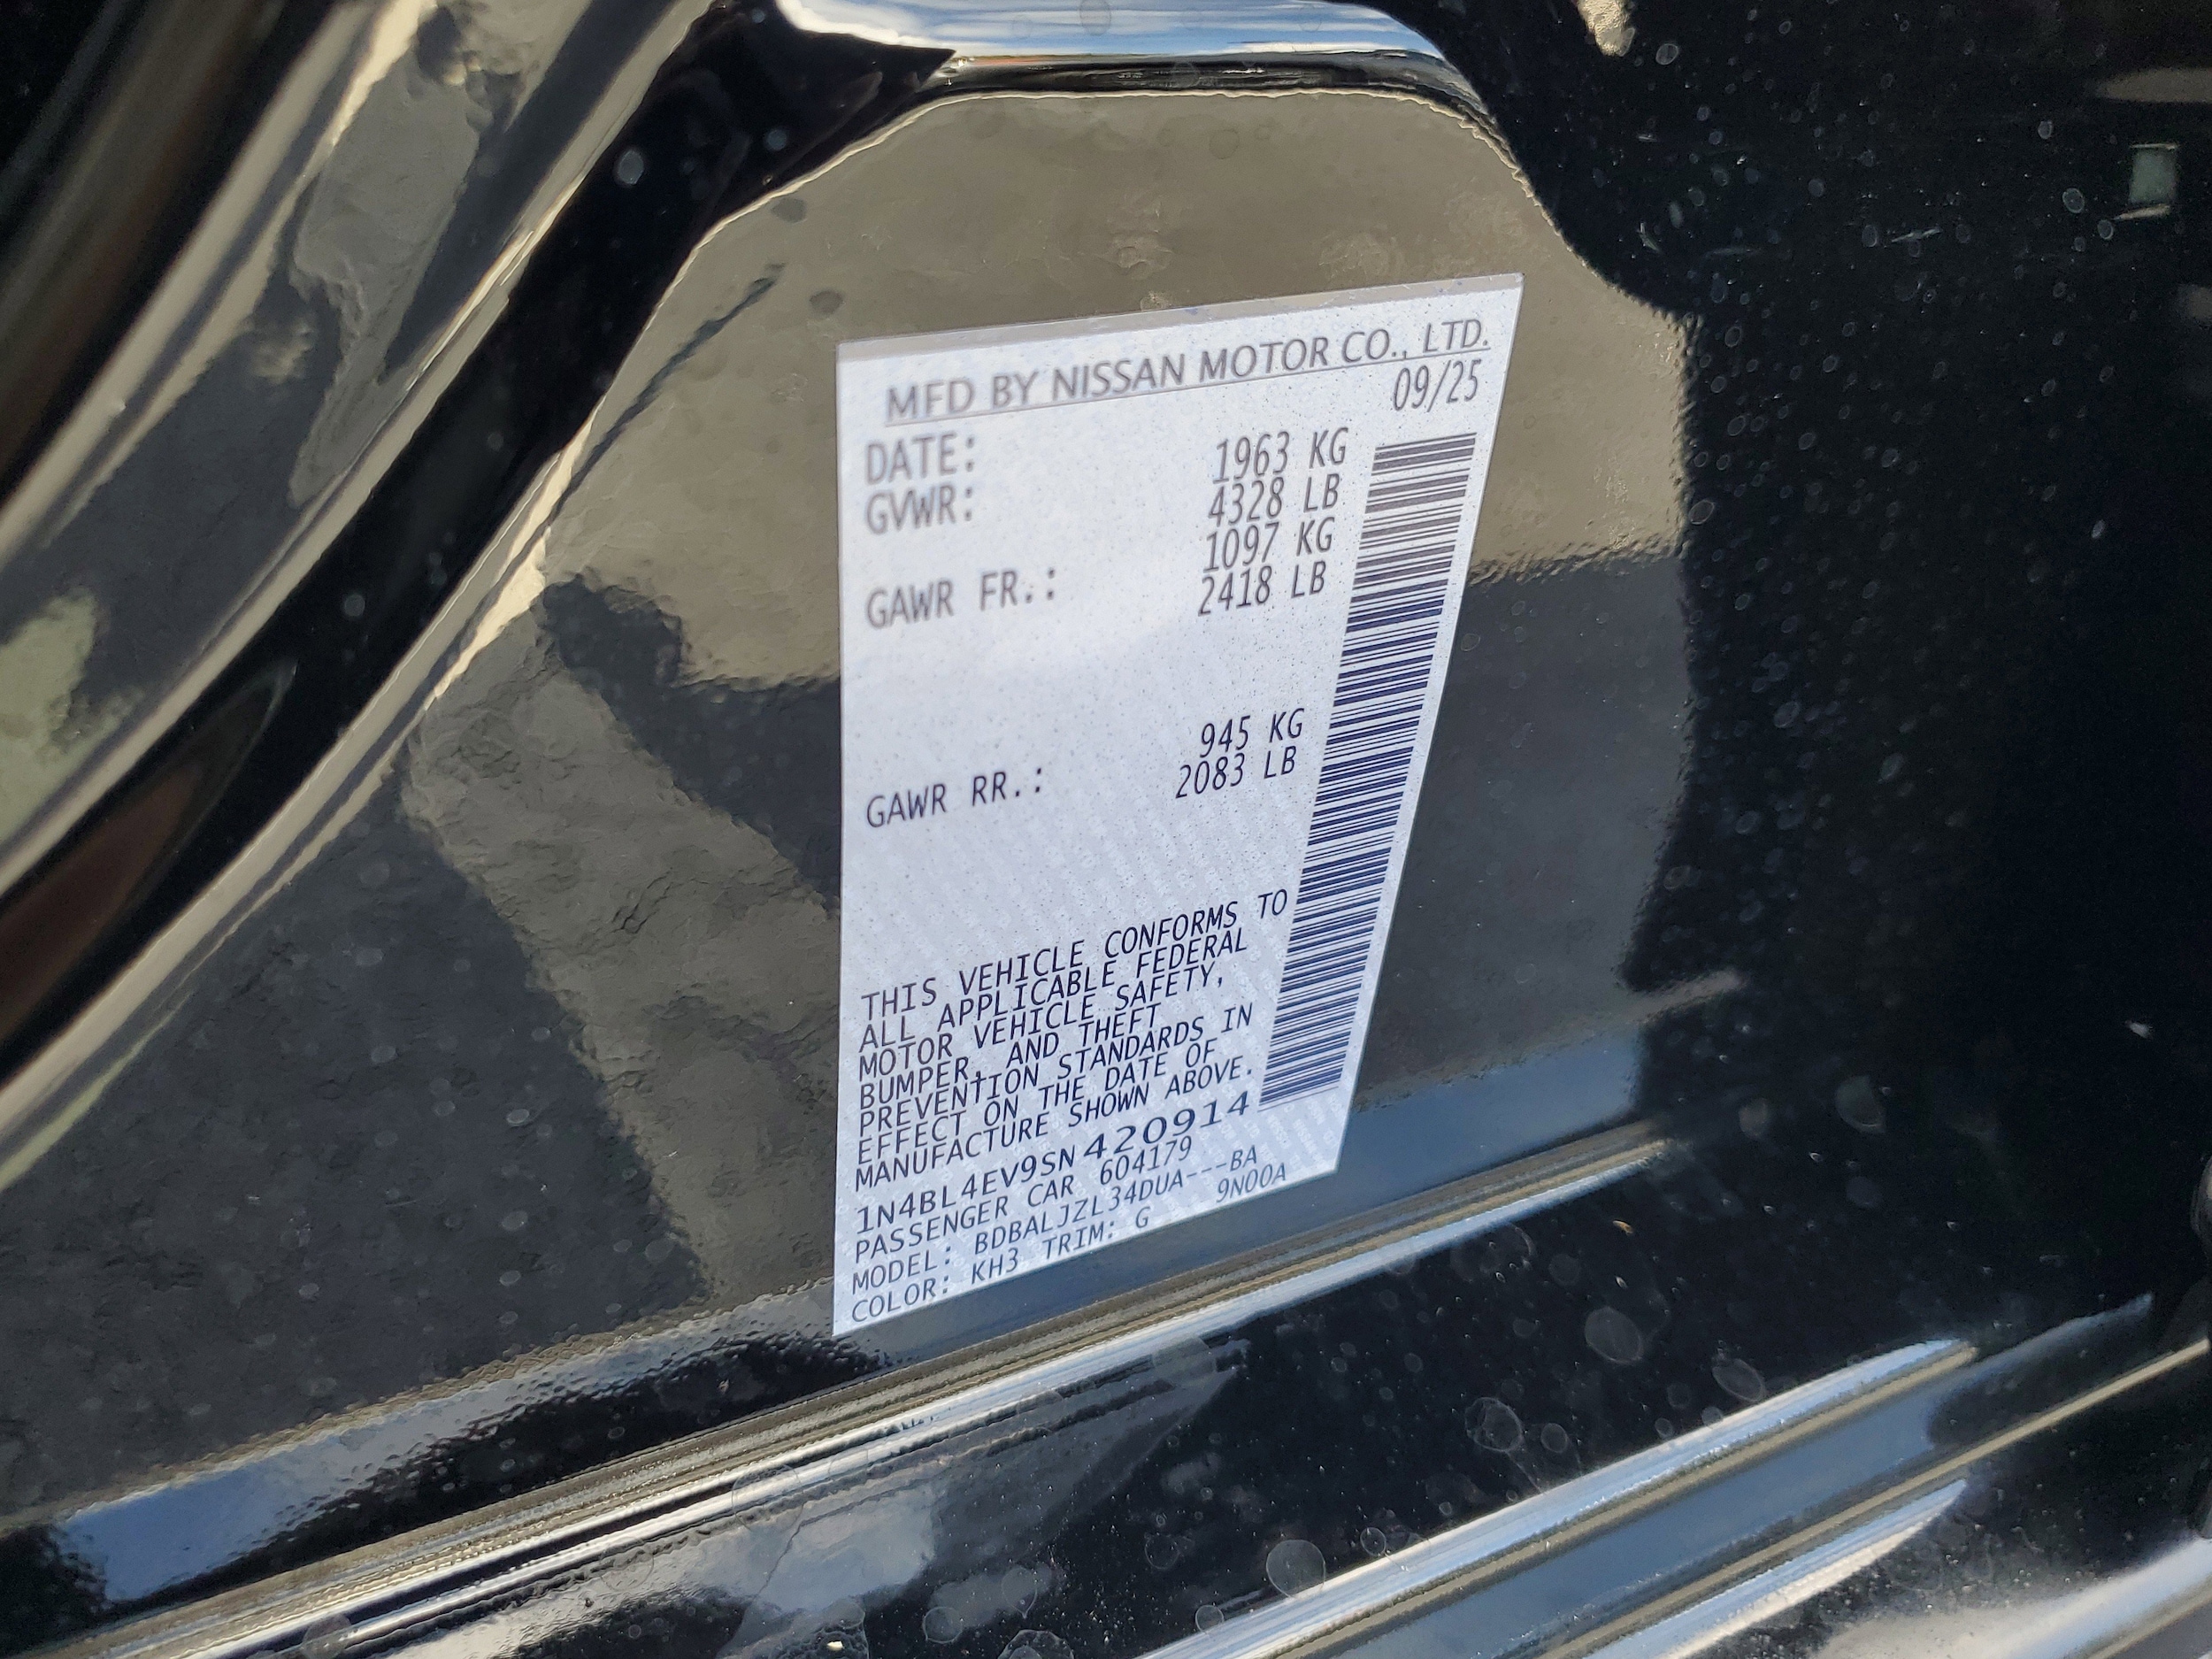 MFD BY NISSAN MOTOR CO., LTD.
DATE: 09/25
GVWR: 1963 KG
4328 LB
GAWR FR.: 1097 KG
2418 LB
GAWR RR.: 945 KG
2083 LB
THIS VEHICLE CONFORMS TO
ALL APPLICABLE FEDERAL
MOTOR VEHICLE SAFETY,
BUMPER, AND THEFT
PREVENTION STANDARDS IN
EFFECT ON THE DATE OF
MANUFACTURE SHOWN ABOVE.
1N4BL4EV9SN420914
PASSENGER CAR 604179
MODEL: BDBALJZL34DUA---BA
COLOR: KH3 TRIM: G 9N00A